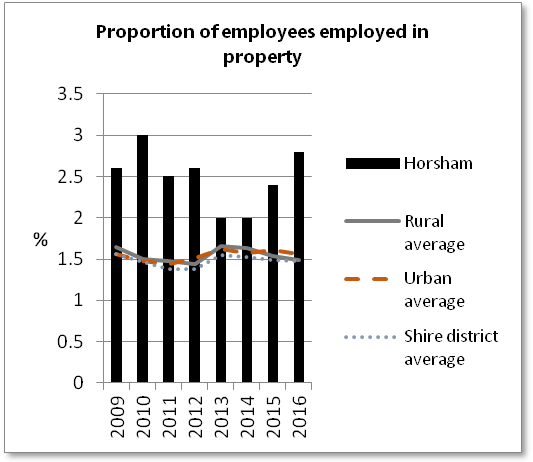 Proportion of employees employed in
property
3.5
3
2.5
2
1.5
1
0.5
0
%
2009
2010
2011
2012
2013
2014
2015
2016
Horsham
Rural
average
Urban
average
Shire district
average